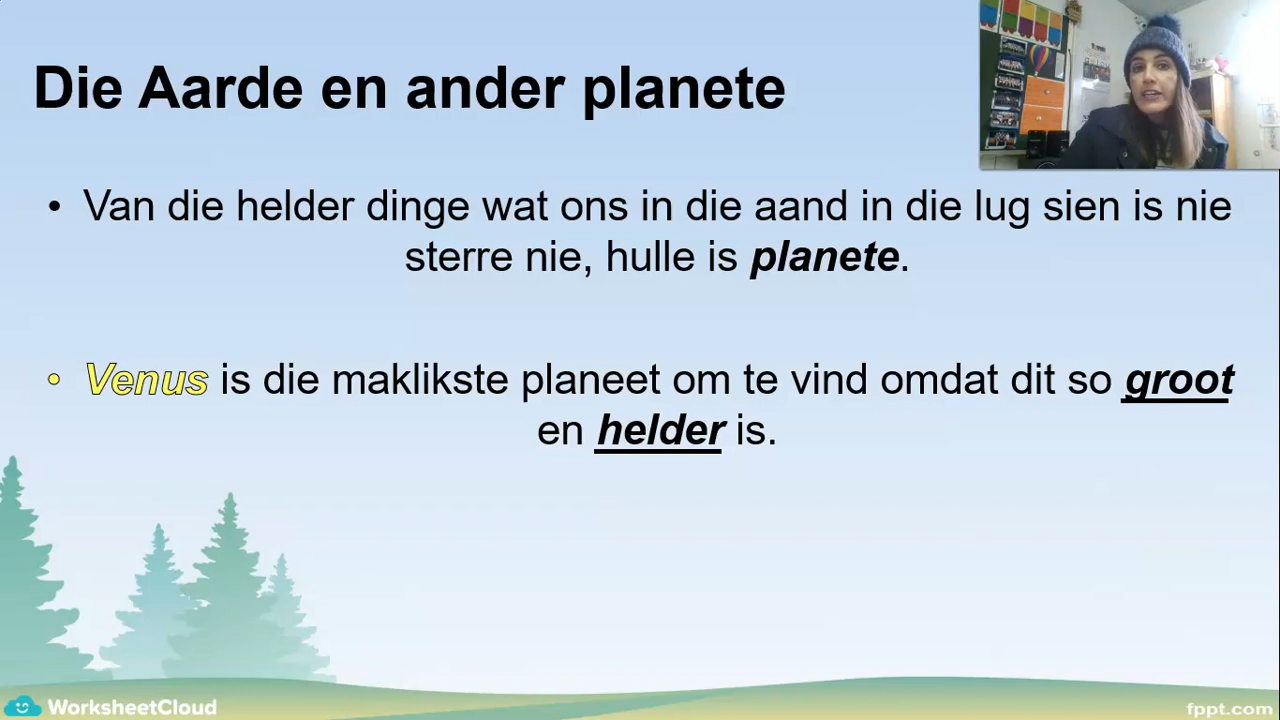 Die Aarde en ander planete
• Van die helder dinge wat ons in die aand in die lug sien is nie
sterre nie, hulle is planete.
• Venus is die maklikste planeet om te vind omdat dit so groot
en helder is.
WorksheetCloud
fppt.com